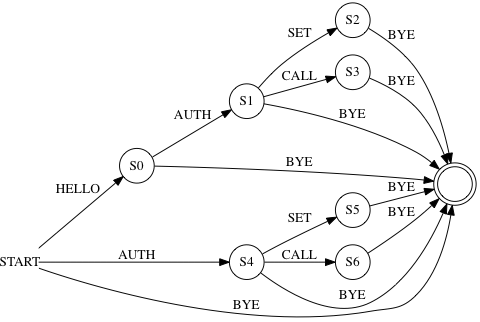 S2
SET
BYE
S3
CALL
BYE
S1
AUTH
BYE
S0
BYE
HELLO
S5
BYE
SET
BYE
START
AUTH
S4
CALL
S6
BYE
BYE